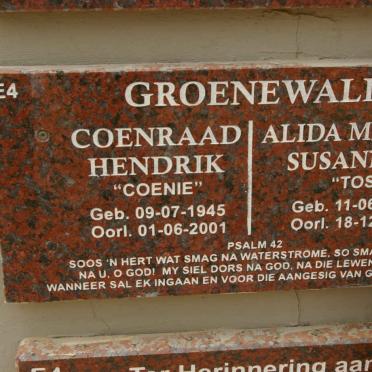 E4
GROENEWAL
COENRAAD
HENDRIK
"COENIE"
Geb. 09-07-1945
Oorl. 01-06-2001
ALIDA M
SUSAN
"TOS
Geb. 11-06
Oorl. 18-12
PSALM 42
SOOS 'N HERT WAT SMAG NA WATERSTROME, SO SMA
NA U, O GOD! MY SIEL DORS NA GOD, NA DIE LEWEN
WANNEER SAL EK INGAAN EN VOOR DIE AANGESIG VAN G
Ter Herinnering aan